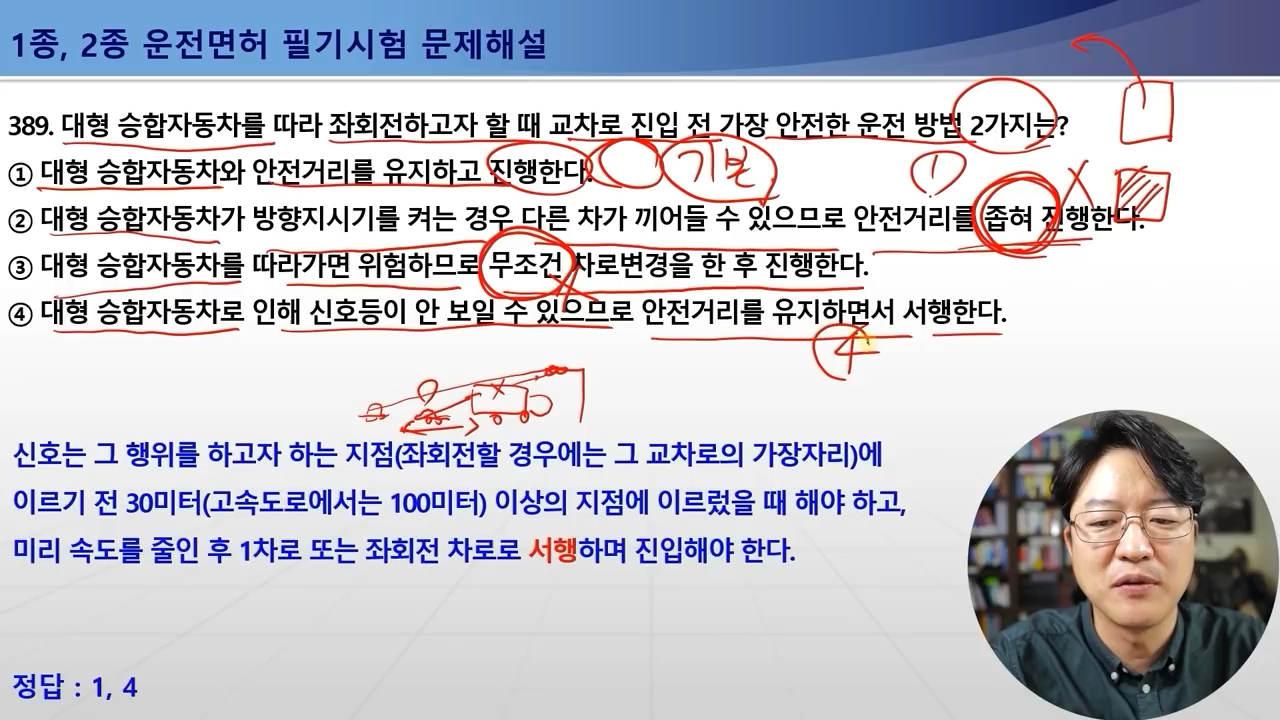 1종, 2종 운전면허 필기시험 문제해설
389. 대형 승합자동차를 따라 좌회전하고자 할 때 교차로 진입 전 가장 안전한 운전 방법 2가지는?
① 대형 승합자동차와 안전거리를 유지하고 진행한다. 기본 ①
② 대형 승합자동차가 방향지시기를 켜는 경우 다른 차가 끼어들 수 있으므로 안전거리를 좁혀 진행한다.
③ 대형 승합자동차를 따라가면 위험하므로 무조건 차로변경을 한 후 진행한다.
④ 대형 승합자동차로 인해 신호등이 안 보일 수 있으므로 안전거리를 유지하면서 서행한다.
④
신호는 그 행위를 하고자 하는 지점(좌회전할 경우에는 그 교차로의 가장자리)에
이르기 전 30미터(고속도로에서는 100미터) 이상의 지점에 이르렀을 때 해야 하고,
미리 속도를 줄인 후 1차로 또는 좌회전 차로로 서행하며 진입해야 한다.
정답 : 1, 4